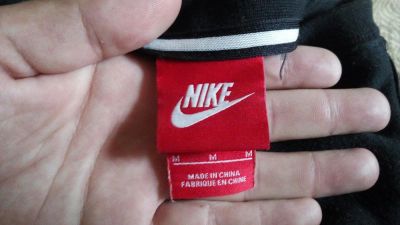 NIKE
M M M
MADE IN CHINA
FABRIQUE EN CHINE